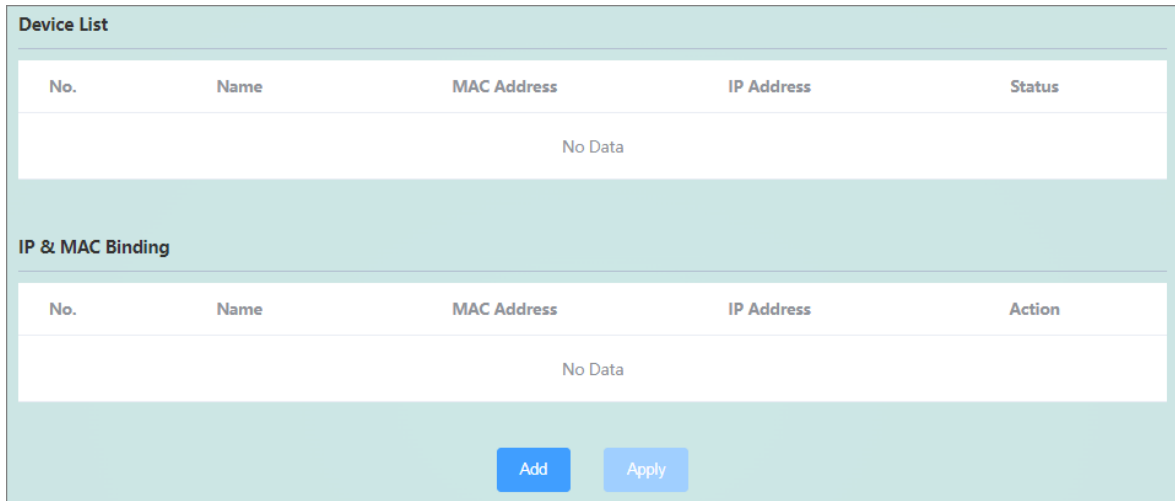 Device List
No. Name MAC Address IP Address Status
No Data
IP & MAC Binding
No. Name MAC Address IP Address Action
No Data
Add Apply